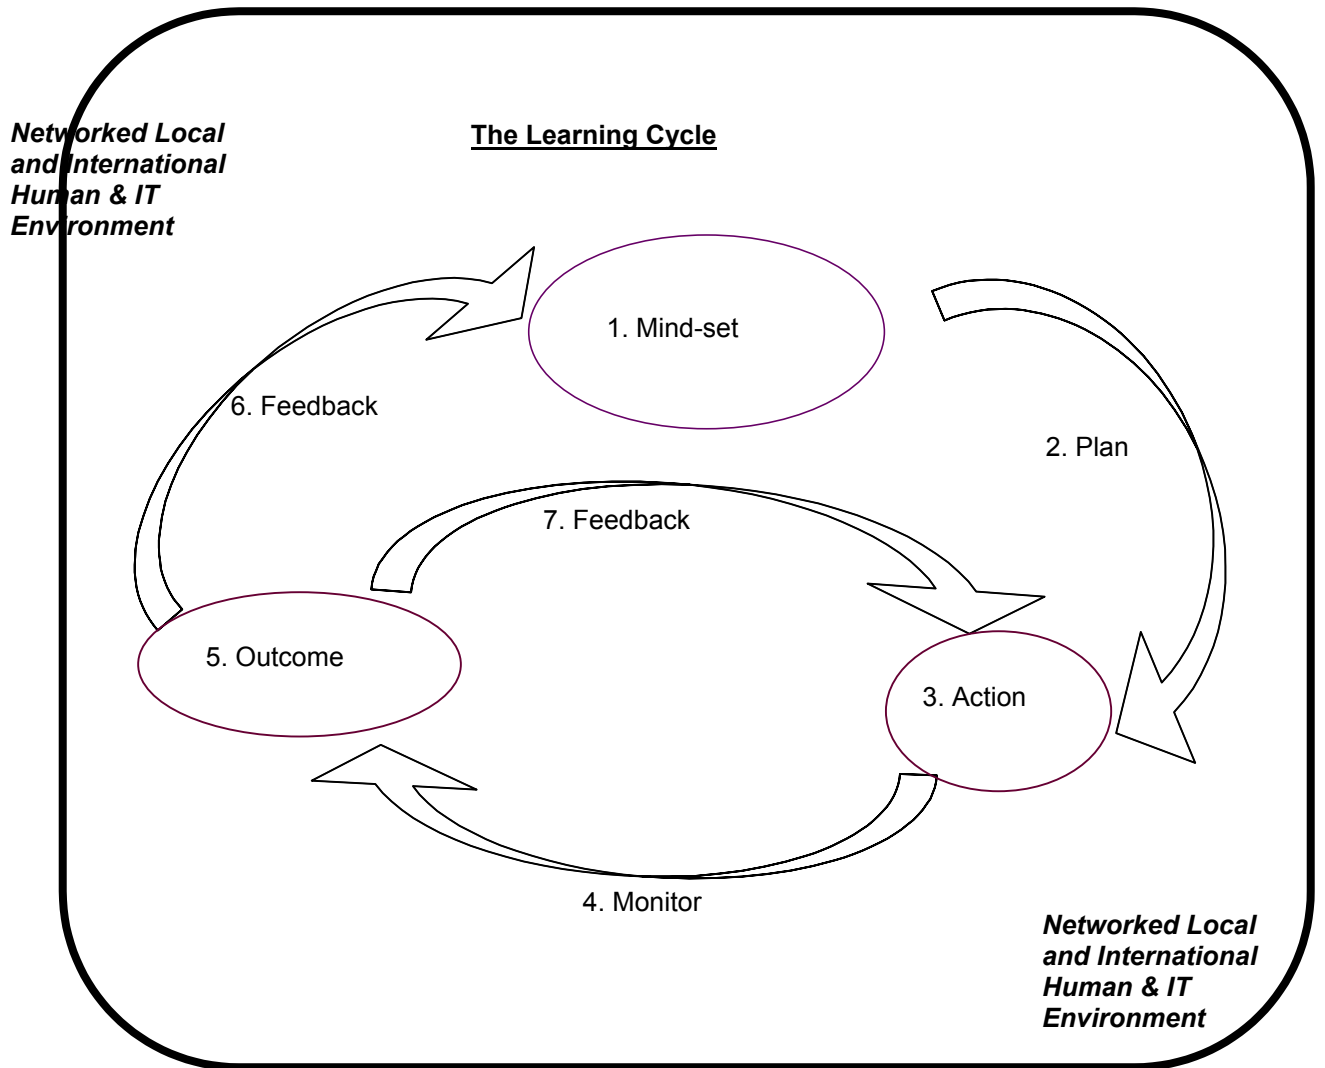 Networked Local
and International
Human & IT
Environment
The Learning Cycle
1. Mind-set
6. Feedback
2. Plan
7. Feedback
5. Outcome
3. Action
4. Monitor
Networked Local
and International
Human & IT
Environment